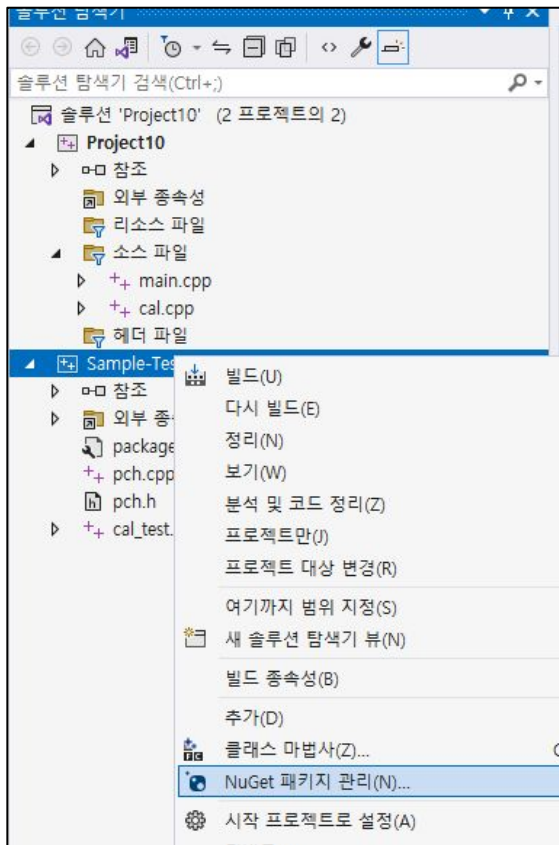 솔루션 탐색기
솔루션 탐색기 검색(Ctrl+;)
솔루션 'Project10' (2 프로젝트의 2)
Project10
참조
외부 종속성
리소스 파일
소스 파일
main.cpp
cal.cpp
헤더 파일
Sample-Tes
참조
외부 종
package
pch.cpp
pch.h
cal_test.
빌드(U)
다시 빌드(E)
정리(N)
보기(W)
분석 및 코드 정리(Z)
프로젝트만(J)
프로젝트 대상 변경(R)
여기까지 범위 지정(S)
새 솔루션 탐색기 뷰(N)
빌드 종속성(B)
추가(D)
클래스 마법사(Z)...
NuGet 패키지 관리(N)...
시작 프로젝트로 설정(A)